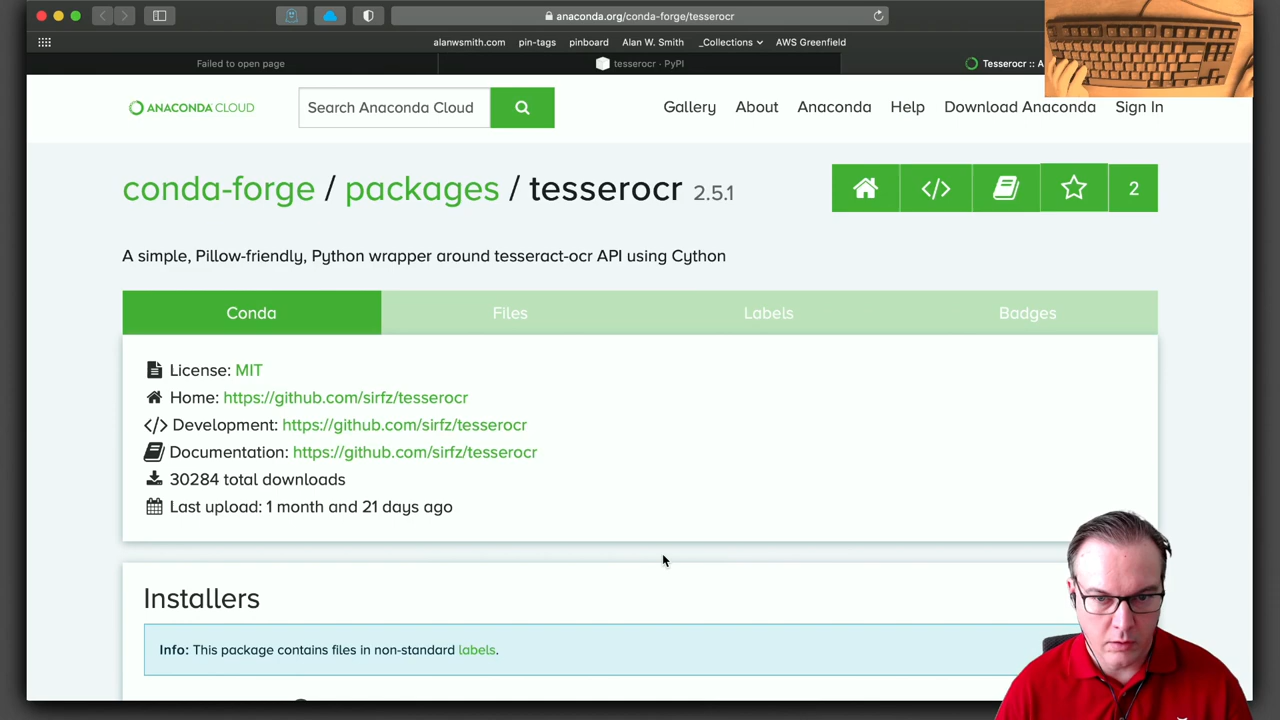 anaconda.org/conda-forge/tesserocr
alanwsmith.com pin-tags pinboard Alan W. Smith _Collections AWS Greenfield
Failed to open page tesserocr · PyPI Tesserocr :: A
ANACONDA CLOUD Search Anaconda Cloud Gallery About Anaconda Help Download Anaconda Sign In
conda-forge / packages / tesserocr 2.5.1 2
A simple, Pillow-friendly, Python wrapper around tesseract-ocr API using Cython
Conda Files Labels Badges
License: MIT
Home: https://github.com/sirfz/tesserocr
</> Development: https://github.com/sirfz/tesserocr
Documentation: https://github.com/sirfz/tesserocr
30284 total downloads
Last upload: 1 month and 21 days ago
Installers
Info: This package contains files in non-standard labels.